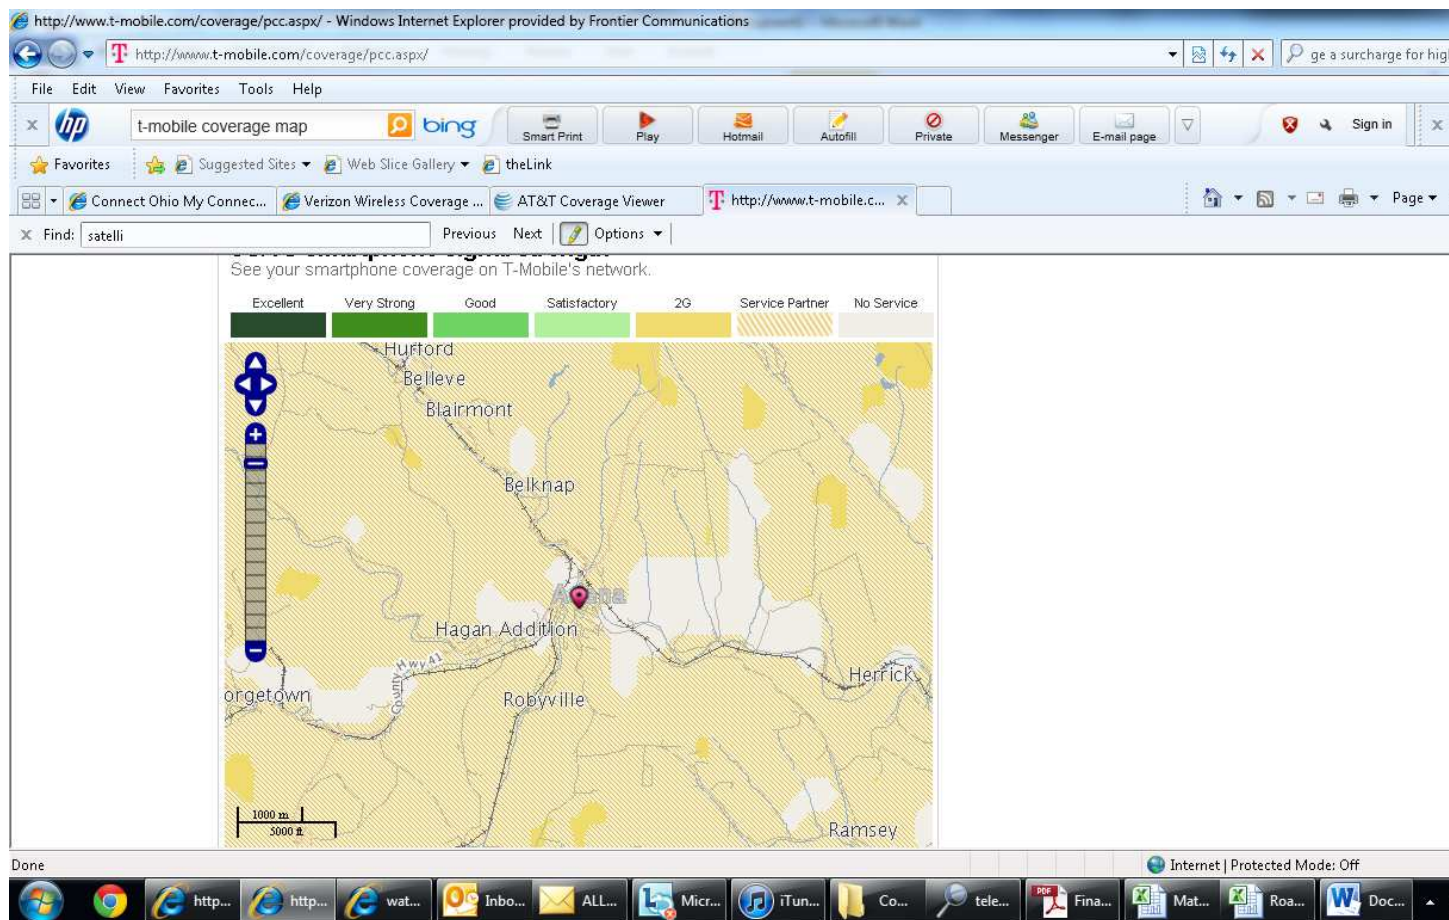 http://www.t-mobile.com/coverage/pcc.aspx/ - Windows Internet Explorer provided by Frontier Communications
http://www.t-mobile.com/coverage/pcc.aspx/ ge a surcharge for high
File Edit View Favorites Tools Help
x hp t-mobile coverage map bing Smart Print Play Hotmail Autofill Private Messenger E-mail page Sign in x
Favorites Suggested Sites Web Slice Gallery theLink
Connect Ohio My Connec... Verizon Wireless Coverage ... AT&T Coverage Viewer http://www.t-mobile.c... x Page
x Find: satelli Previous Next Options
See your smartphone coverage on T-Mobile's network.
Excellent Very Strong Good Satisfactory 2G Service Partner No Service
Hurford
Belleve
Blairmont
Belknap
Hagan Addition
County Hwy 41
Herrick
orgetown
Robyville
1000 m
5000 ft
Ramsey
Done Internet | Protected Mode: Off
http... http... wat... Inbo... ALL... Micr... iTun... Co... tele... PDF Fina... Mat... Roa... Doc...